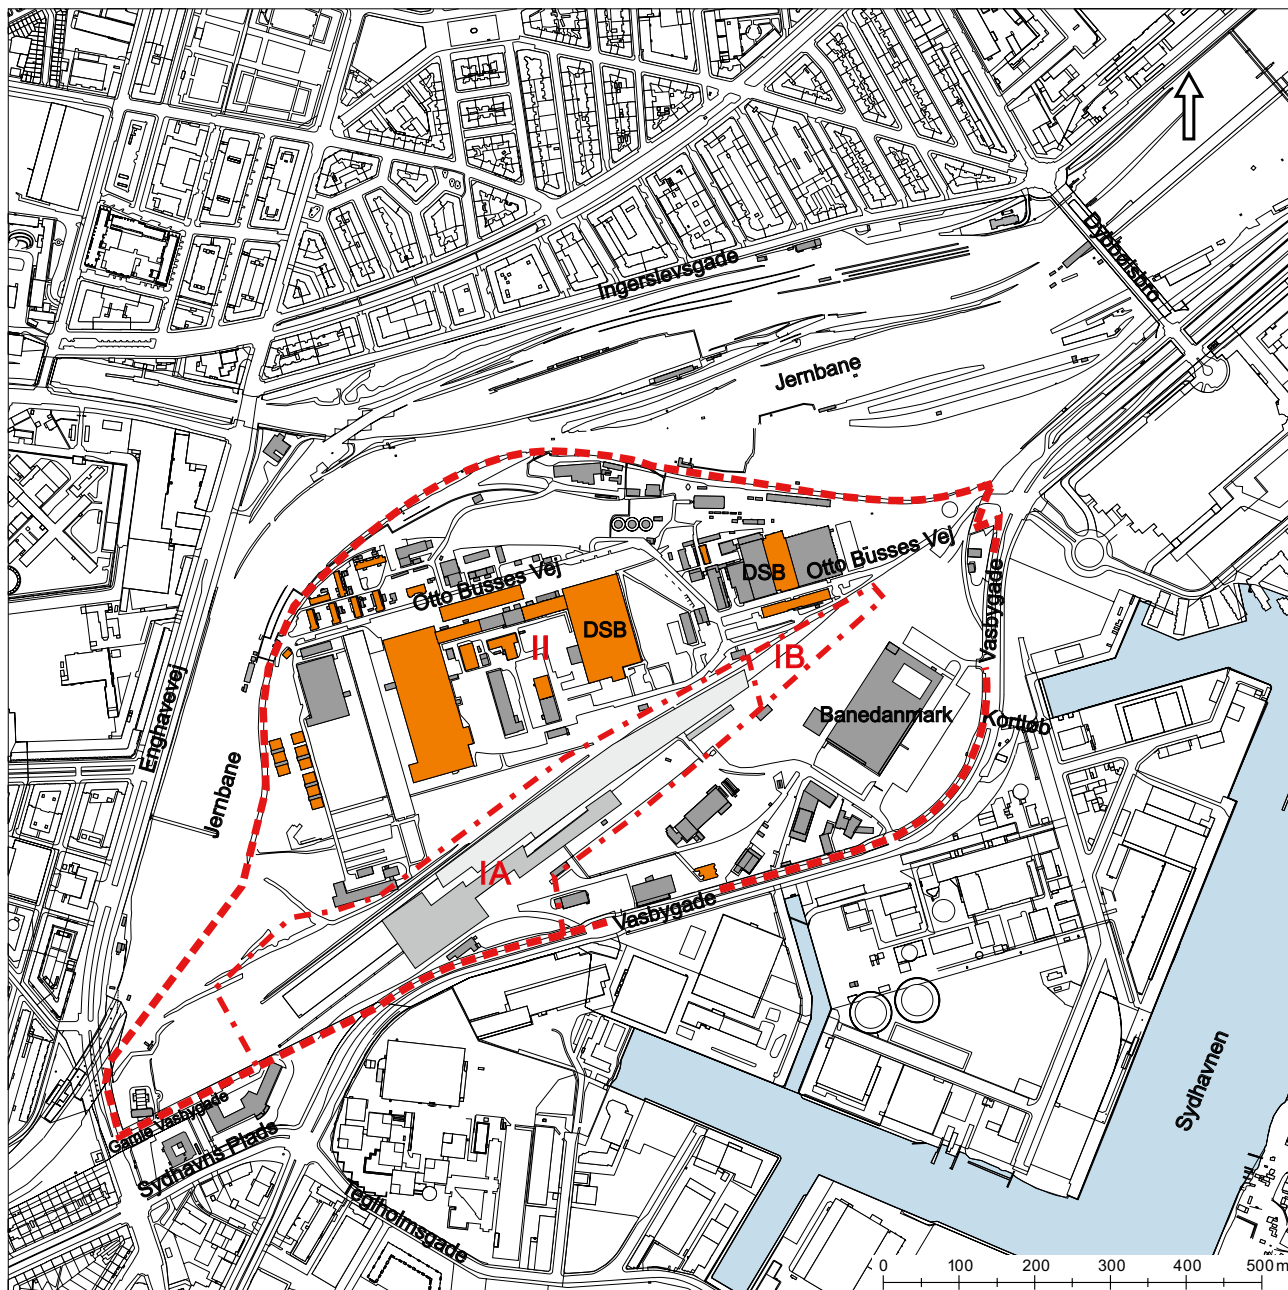 Dybbølsbro
Ingerslevsgade
Jernbane
Otto Busses Vej
DSB
Otto Busses Vej
DSB
II
IB
Vasbygade
Enghavevej
Banedanmark
Kortløb
Jernbane
IA
Vasbygade
Sydhavnen
Gamle Vasbygade
Sydhavns Plads
Teglholmsgade
0 100 200 300 400 500 m